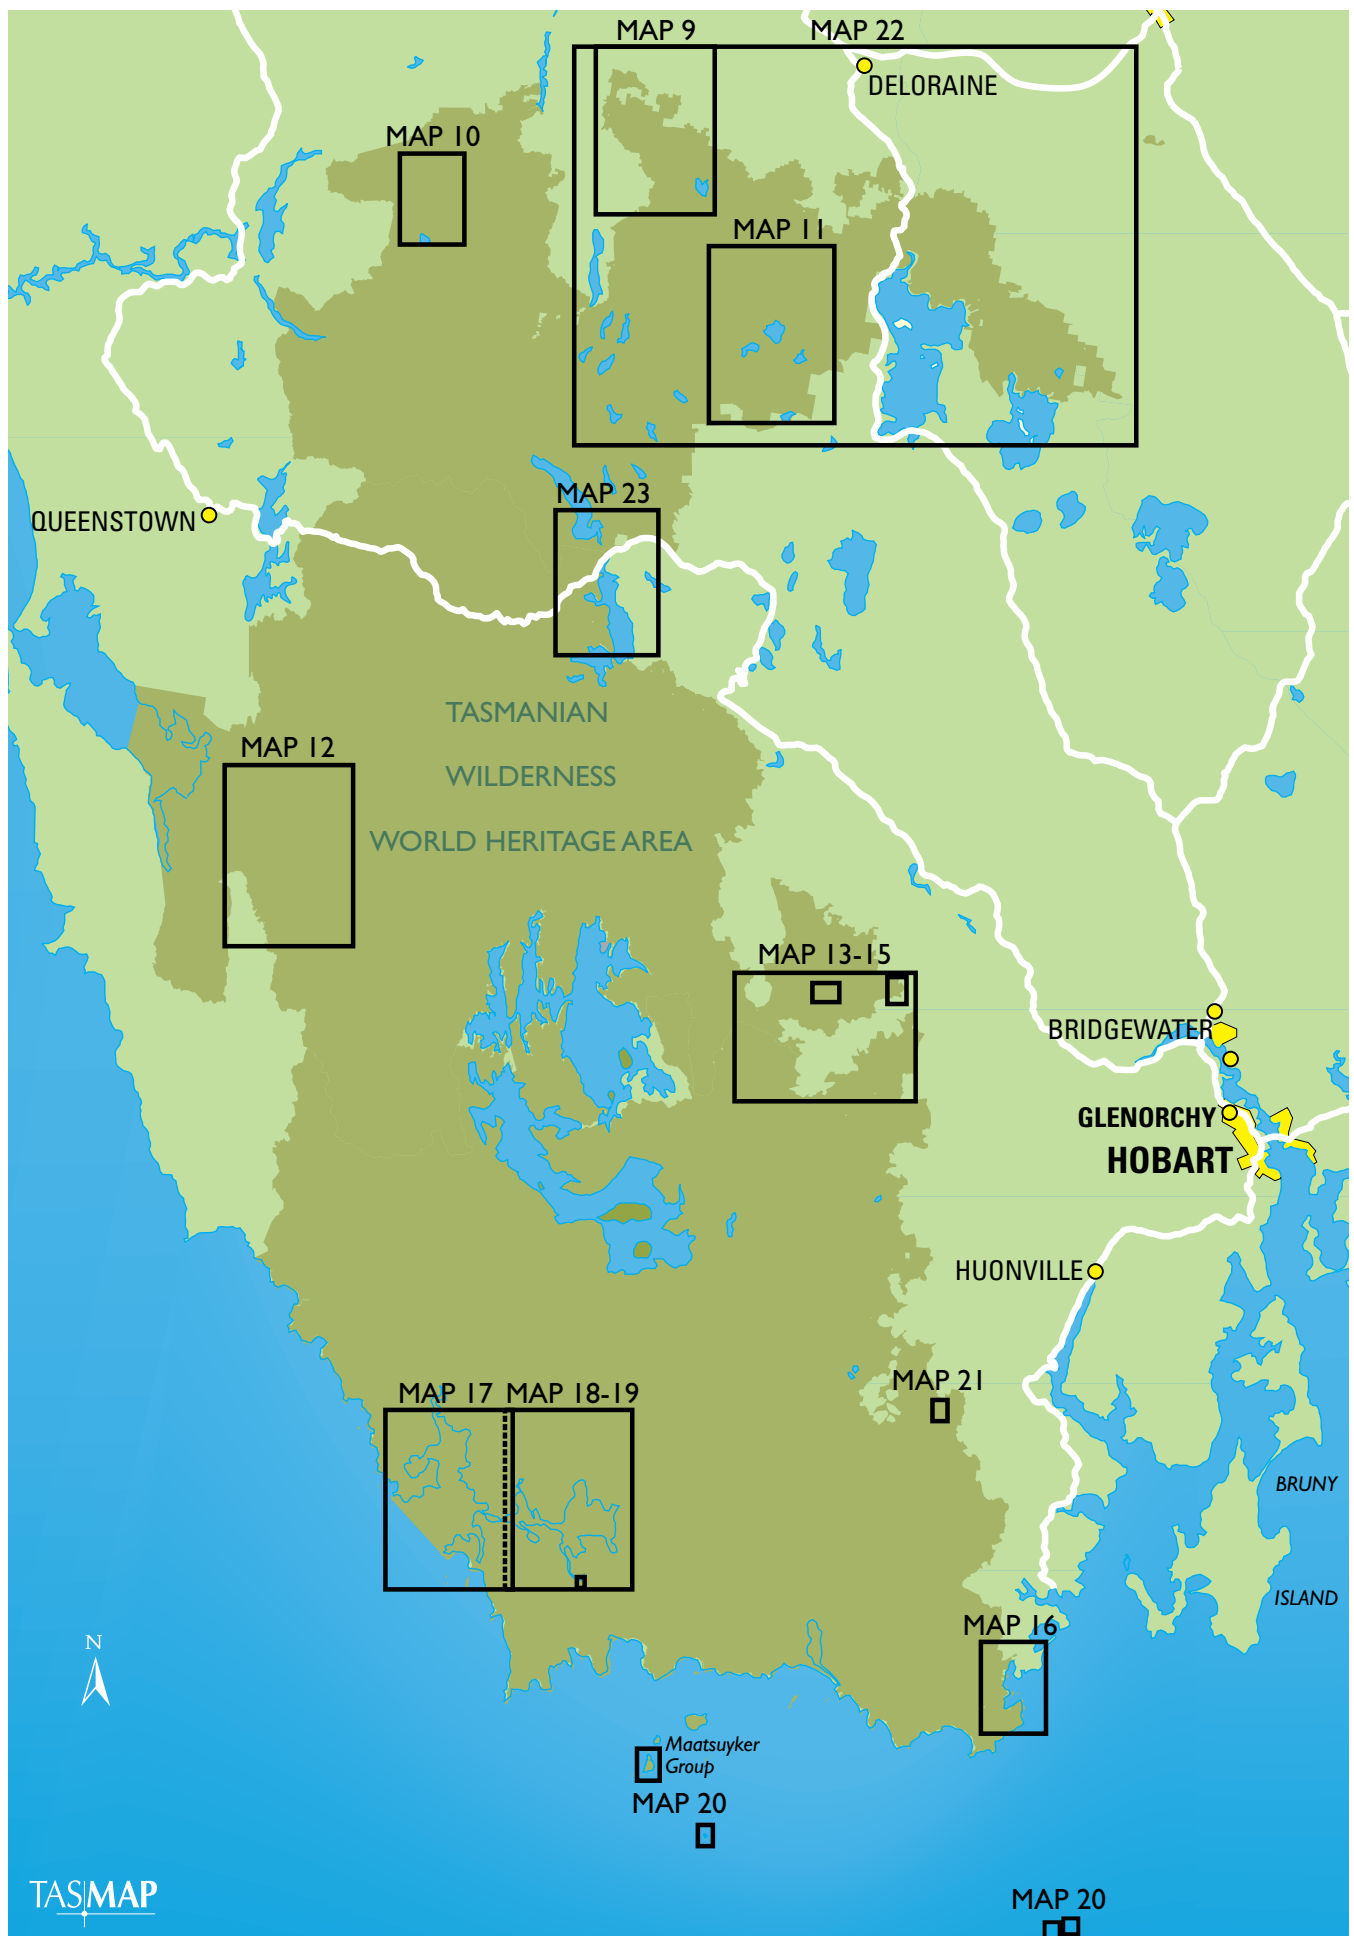 MAP 9
MAP 22
DELORAINE
MAP 10
MAP 11
MAP 23
QUEENSTOWN
TASMANIAN
WILDERNESS
WORLD HERITAGE AREA
MAP 12
MAP 13-15
BRIDGEWATER
GLENORCHY
HOBART
HUONVILLE
MAP 21
MAP 17
MAP 18-19
BRUNY
ISLAND
MAP 16
N
Maatsuyker
Group
MAP 20
TASMAP
MAP 20